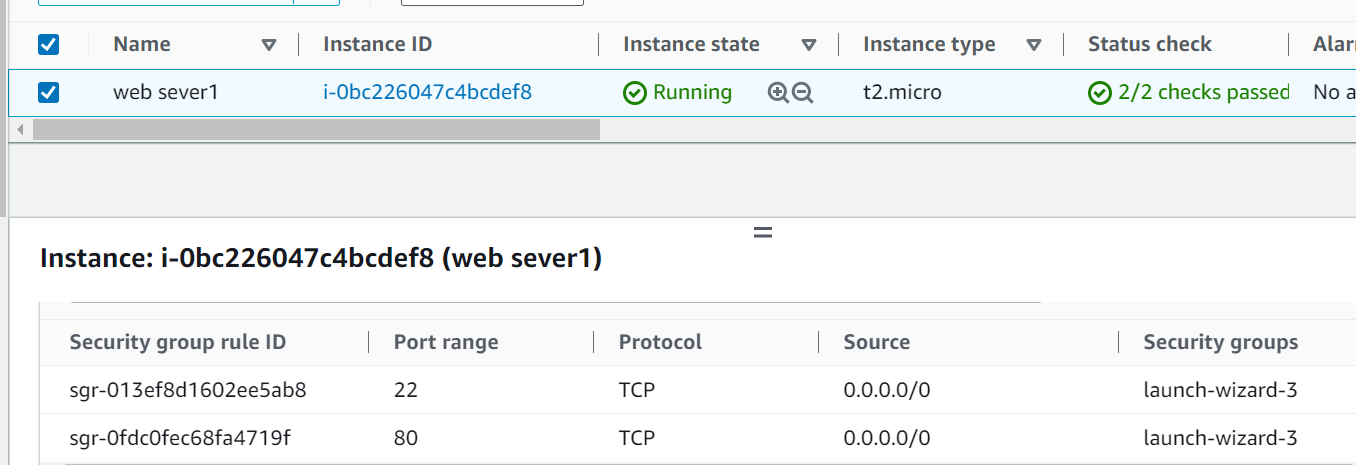 Name Instance ID Instance state Instance type Status check Alar
web sever1 i-0bc226047c4bcdef8 Running t2.micro 2/2 checks passed No a
Instance: i-0bc226047c4bcdef8 (web sever1)
Security group rule ID Port range Protocol Source Security groups
sgr-013ef8d1602ee5ab8 22 TCP 0.0.0.0/0 launch-wizard-3
sgr-0fdc0fec68fa4719f 80 TCP 0.0.0.0/0 launch-wizard-3